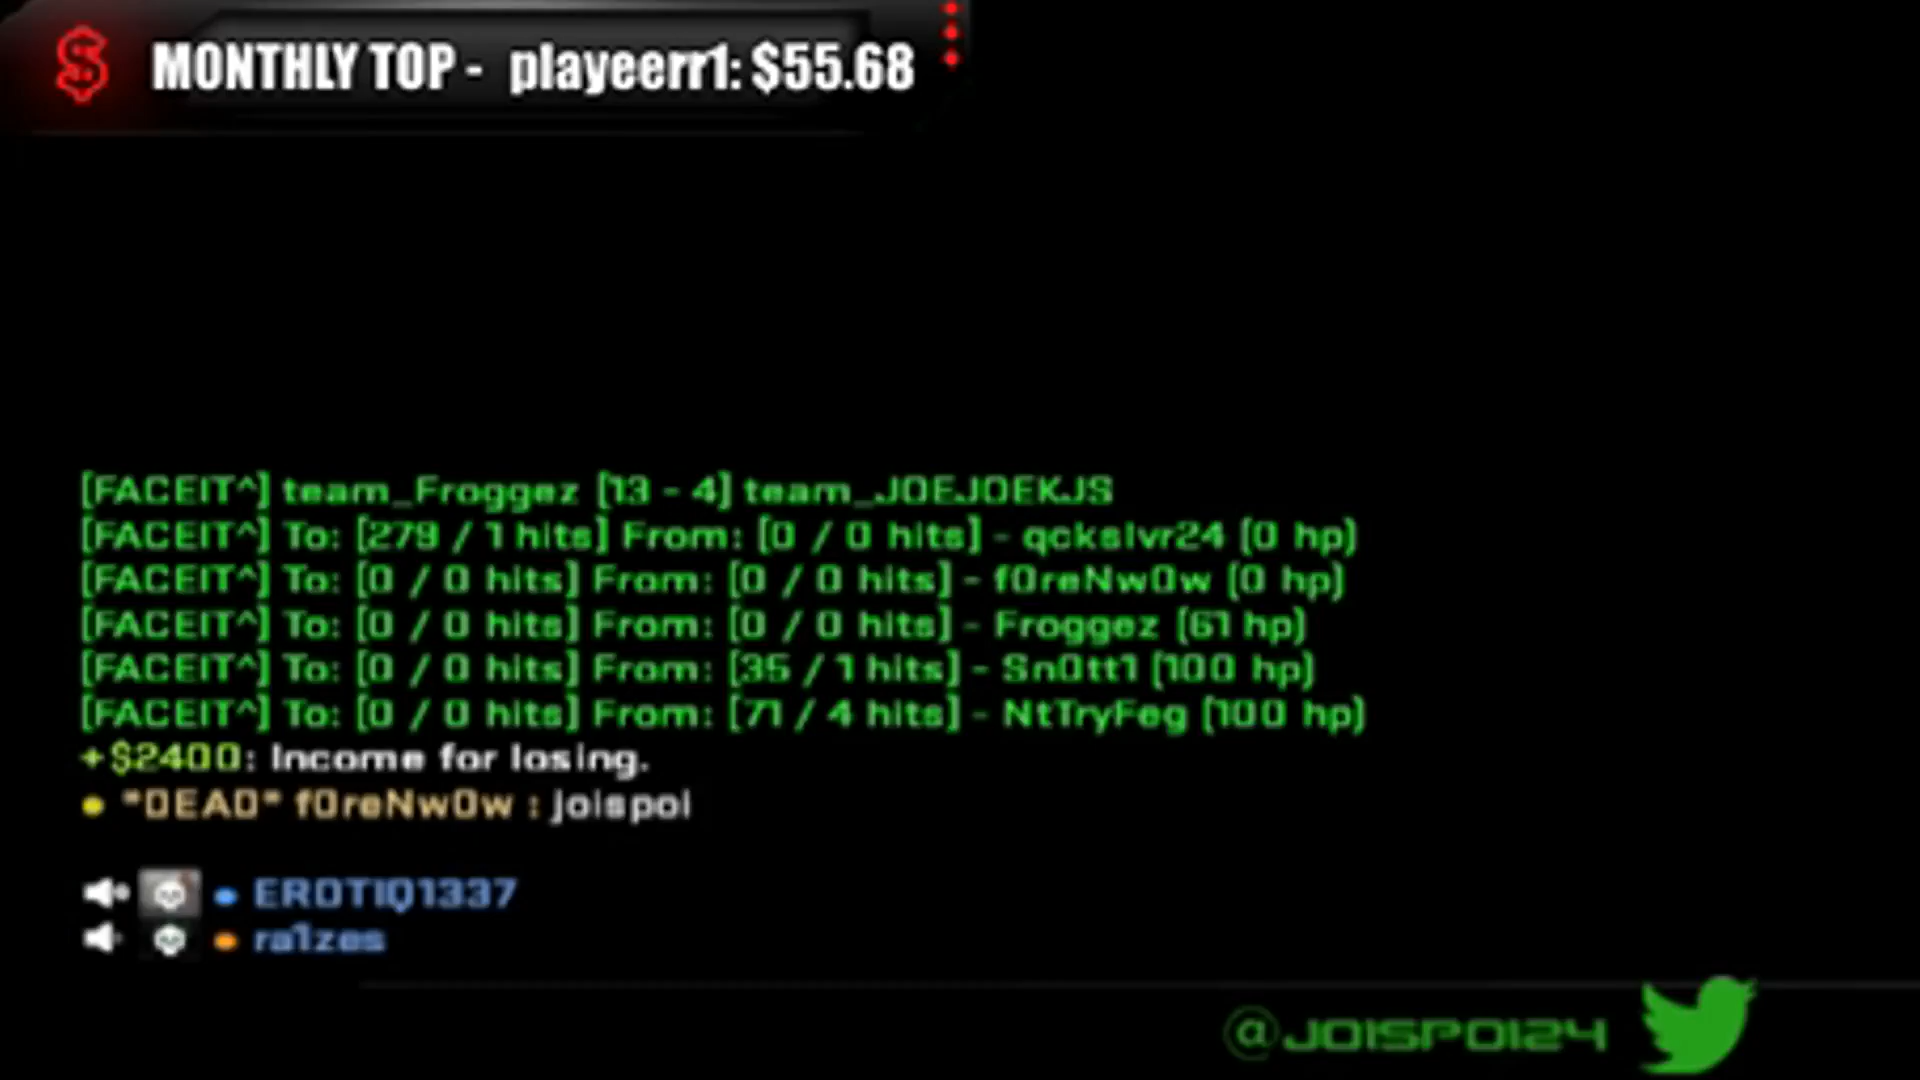 MONTHLY TOP - playeerr1: $55.68
[FACEIT^] team_Froggez [13 - 4] team_JOEJOEKJS
[FACEIT^] To: [279 / 1 hits] From: [0 / 0 hits] - qckslvr24 (0 hp)
[FACEIT^] To: [0 / 0 hits] From: [0 / 0 hits] - f0reNw0w (0 hp)
[FACEIT^] To: [0 / 0 hits] From: [0 / 0 hits] - Froggez (61 hp)
[FACEIT^] To: [0 / 0 hits] From: [35 / 1 hits] - Sn0tt1 (100 hp)
[FACEIT^] To: [0 / 0 hits] From: [71 / 4 hits] - NtTryFeg (100 hp)
+$2400: Income for losing.
*DEAD* f0reNw0w : joispoi
EROTIQ1337
ra1zes
@JOISPOI24